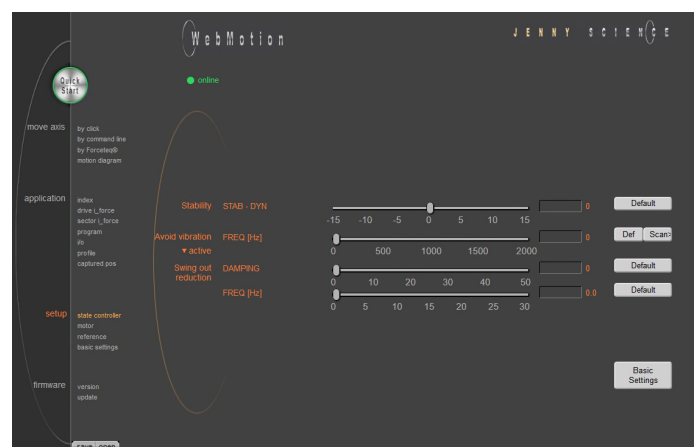 WebMotion
JENNY SCIENCE
Quick
Start
online
move axis
by click
by command line
by Forceteq®
motion diagram
application
index
drive i_force
sector i_force
program
i/o
profile
captured pos
Stability STAB - DYN 0 Default
-15 -10 -5 0 5 10 15
Avoid vibration FREQ [Hz] 0 Def Scan>
▾ active
0 500 1000 1500 2000
Swing out
reduction
DAMPING 0 Default
0 10 20 30 40 50
FREQ [Hz] 0.0 Default
0 5 10 15 20 25 30
setup
state controller
motor
reference
basic settings
Basic
Settings
firmware
version
update
save open